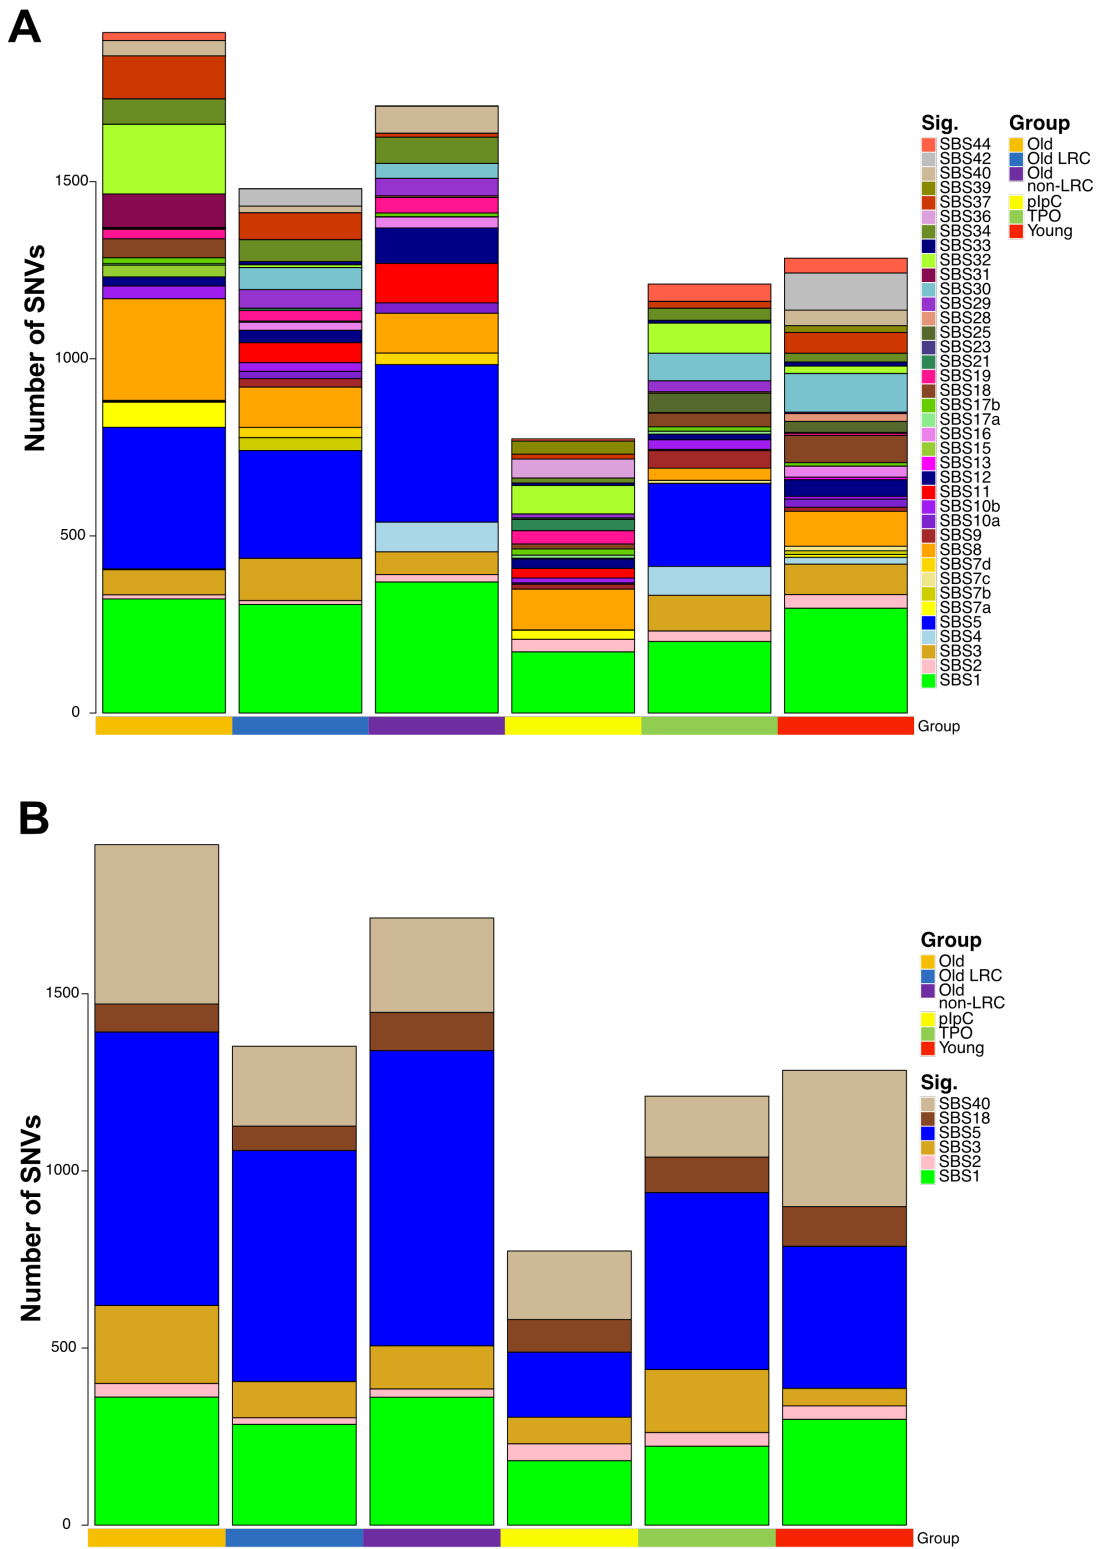 A
Number of SNVs
1500
1000
500
0
Sig.
SBS44
SBS42
SBS40
SBS39
SBS37
SBS36
SBS34
SBS33
SBS32
SBS31
SBS30
SBS29
SBS28
SBS25
SBS23
SBS21
SBS19
SBS18
SBS17b
SBS17a
SBS16
SBS15
SBS13
SBS12
SBS11
SBS10b
SBS10a
SBS9
SBS8
SBS7d
SBS7c
SBS7b
SBS7a
SBS5
SBS4
SBS3
SBS2
SBS1
Group
Old
Old LRC
Old
non-LRC
pIpC
TPO
Young
Group
B
Number of SNVs
1500
1000
500
0
Group
Old
Old LRC
Old
non-LRC
pIpC
TPO
Young
Sig.
SBS40
SBS18
SBS5
SBS3
SBS2
SBS1
Group